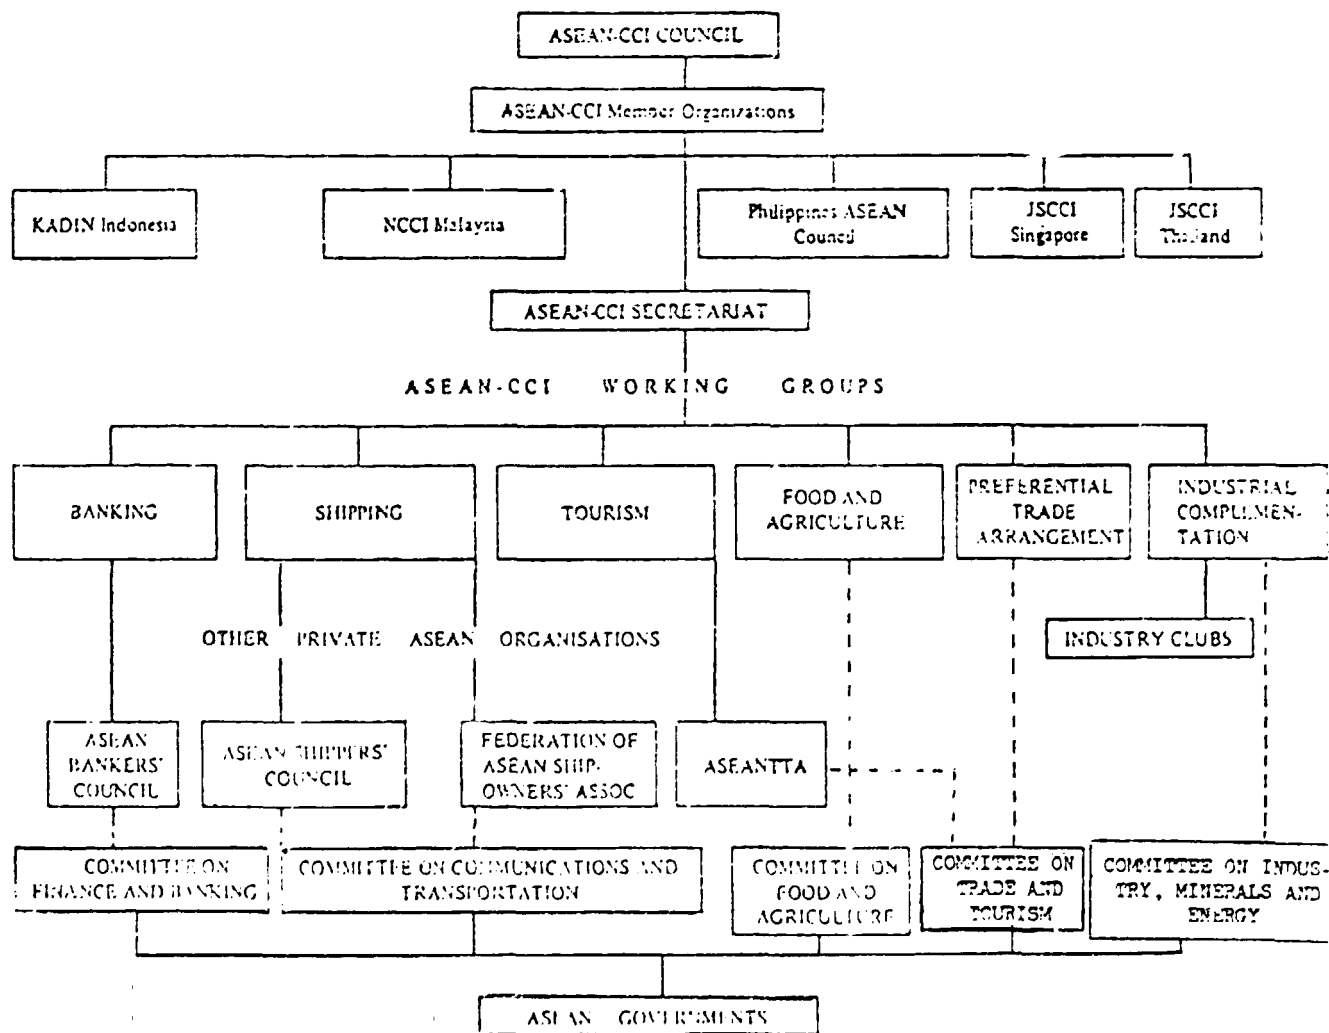 ASEAN-CCI COUNCIL
ASEAN-CCI Member Organizations
KADIN Indonesia
NCCI Malaysia
Philippines ASEAN
Council
JSCCI
Singapore
JSCCI
Thailand
ASEAN-CCI SECRETARIAT
ASEAN-CCI WORKING GROUPS
BANKING
SHIPPING
TOURISM
FOOD AND
AGRICULTURE
PREFERENTIAL
TRADE
ARRANGEMENT
INDUSTRIAL
COMPLEMEN-
TATION
OTHER PRIVATE ASEAN ORGANISATIONS
INDUSTRY CLUBS
ASEAN
BANKERS'
COUNCIL
ASEAN SHIPPERS'
COUNCIL
FEDERATION OF
ASEAN SHIP-
OWNERS' ASSOC
ASEANTTA
COMMITTEE ON
FINANCE AND BANKING
COMMITTEE ON COMMUNICATIONS AND
TRANSPORTATION
COMMITTEE ON
FOOD AND
AGRICULTURE
COMMITTEE ON
TRADE AND
TOURISM
COMMITTEE ON INDUS-
TRY, MINERALS AND
ENERGY
ASEAN GOVERNMENTS